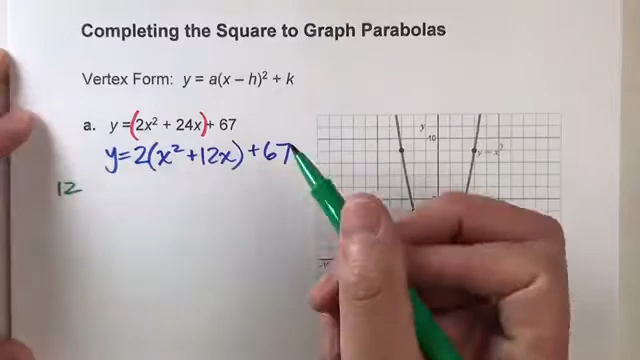 Completing the Square to Graph Parabolas
Vertex Form: y = a(x – h)² + k
a. y = (2x² + 24x) + 67
y = 2(x² + 12x) + 67
12
y
10
y = x²
-10